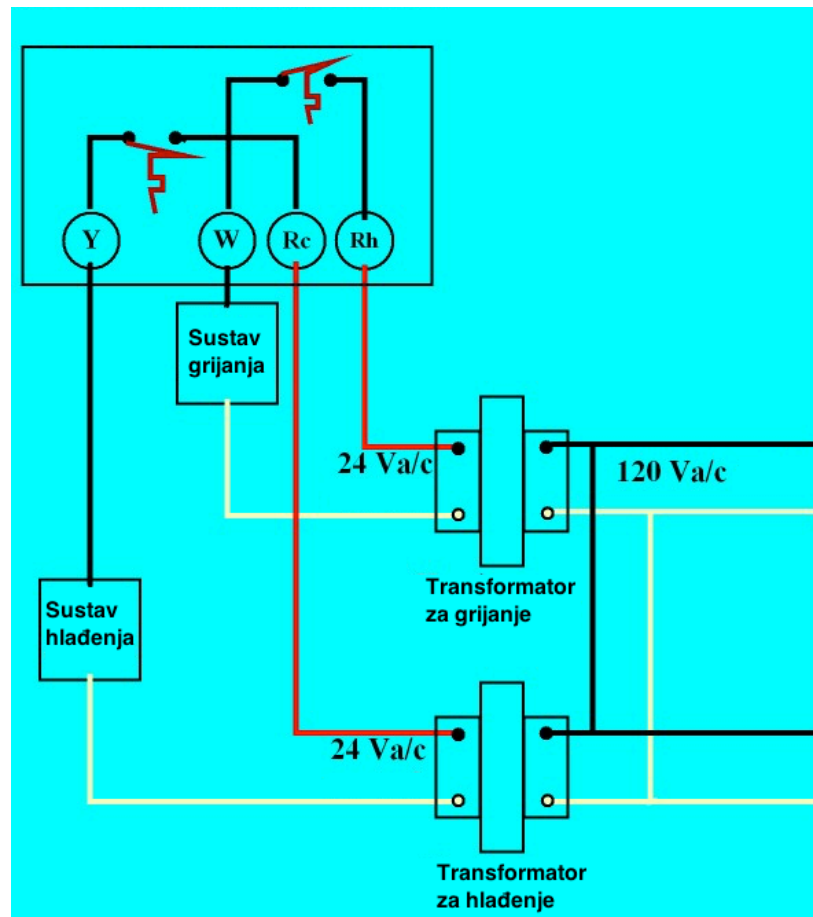 Y
W
Rc
Rh
Sustav
grijanja
24 Va/c
120 Va/c
Transformator
za grijanje
Sustav
hlađenja
24 Va/c
Transformator
za hlađenje